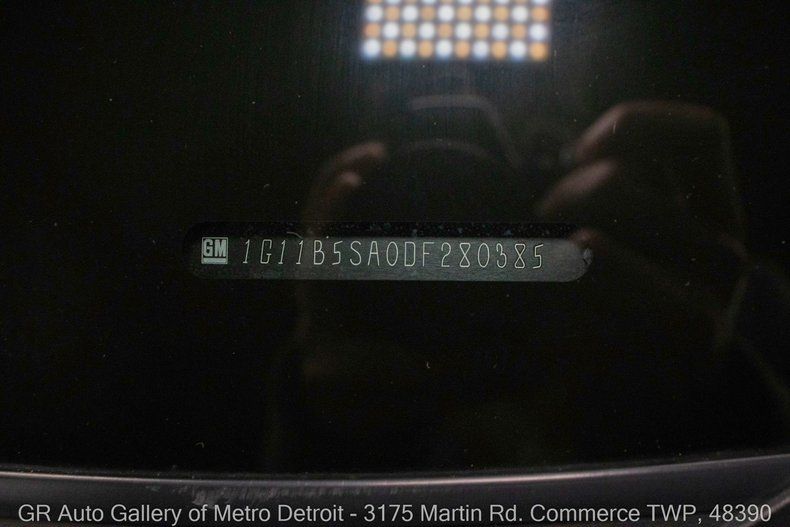 GM 1G11B5SA0DF280385
GR Auto Gallery of Metro Detroit - 3175 Martin Rd. Commerce TWP, 48390